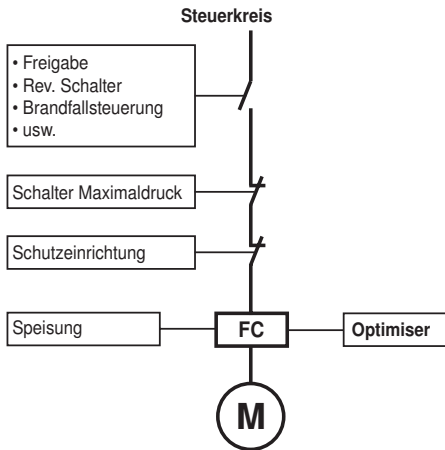 Steuerkreis
• Freigabe
• Rev. Schalter
• Brandfallsteuerung
• usw.
Schalter Maximaldruck
Schutzeinrichtung
Speisung
FC
Optimiser
M